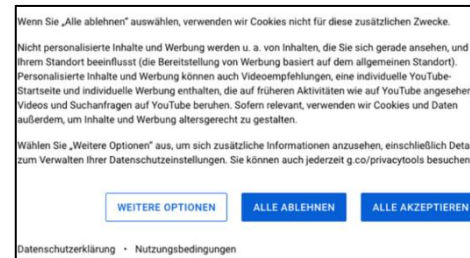 Wenn Sie „Alle ablehnen“ auswählen, verwenden wir Cookies nicht für diese zusätzlichen Zwecke.
Nicht personalisierte Inhalte und Werbung werden u. a. von Inhalten, die Sie sich gerade ansehen, und
Ihrem Standort beeinflusst (die Bereitstellung von Werbung basiert auf dem allgemeinen Standort).
Personalisierte Inhalte und Werbung können auch Videoempfehlungen, eine individuelle YouTube-
Startseite und individuelle Werbung enthalten, die auf früheren Aktivitäten wie auf YouTube angesehen
Videos und Suchanfragen auf YouTube beruhen. Sofern relevant, verwenden wir Cookies und Daten
außerdem, um Inhalte und Werbung altersgerecht zu gestalten.
Wählen Sie „Weitere Optionen“ aus, um sich zusätzliche Informationen anzusehen, einschließlich Deta
zum Verwalten Ihrer Datenschutzeinstellungen. Sie können auch jederzeit g.co/privacytools besuchen
WEITERE OPTIONEN ALLE ABLEHNEN ALLE AKZEPTIEREN
Datenschutzerklärung • Nutzungsbedingungen